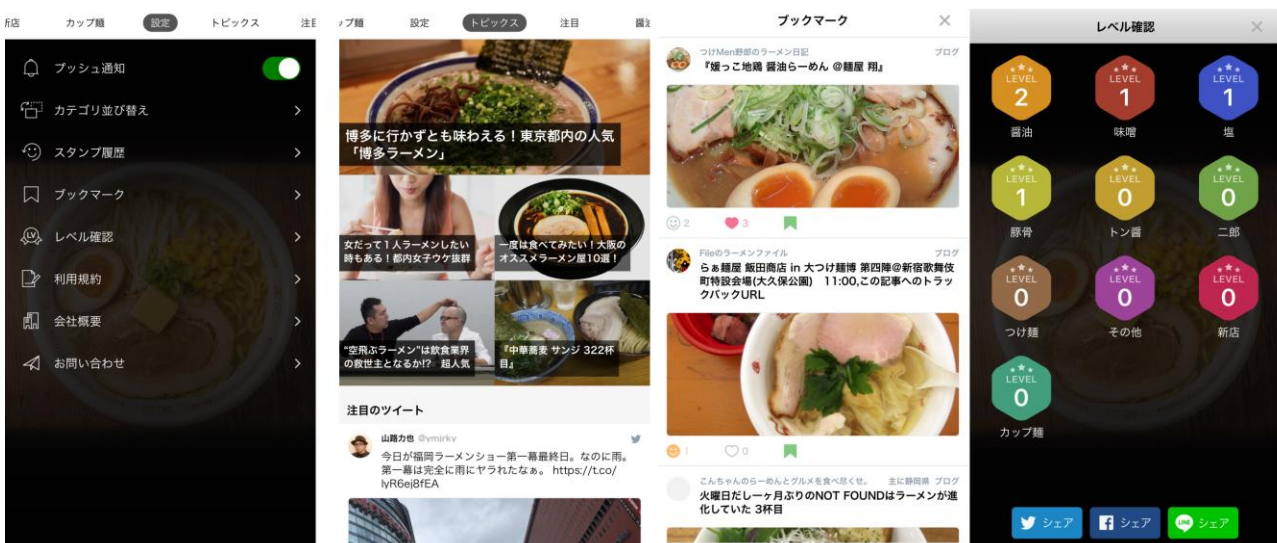 新店
カップ麺
設定
トピックス
注目
プッシュ通知
カテゴリ並び替え
スタンプ履歴
ブックマーク
レベル確認
利用規約
会社概要
お問い合わせ
ップ麺
設定
トピックス
注目
醤油
博多に行かずとも味わえる！東京都内の人気
「博多ラーメン」
女だって１人ラーメンしたい
時もある！都内女子ウケ抜群
一度は食べてみたい！大阪の
オススメラーメン屋10選！
“空飛ぶラーメン”は飲食業界
の救世主となるか!? 超人気
『中華蕎麦 サンジ 322杯
目』
注目のツイート
山路力也 @ymjrky
今日が福岡ラーメンショー第一幕最終日。なのに雨。
第一幕は完全に雨にヤラれたなぁ。 https://t.co/
lyR6ej8fEA
ブックマーク
つけMen野郎のラーメン日記
ブログ
『媛っこ地鶏 醤油らーめん @麺屋 翔』
2
3
Fileのラーメンファイル
ブログ
らぁ麺屋 飯田商店 in 大つけ麺博 第四陣@新宿歌舞伎
町特設会場(大久保公園) 11:00,この記事へのトラッ
クバックURL
1
0
こんちゃんのらーめんとグルメを食べ尽くせ。 主に静岡県
ブログ
火曜日だし一ヶ月ぶりのNOT FOUNDはラーメンが進
化していた 3杯目
レベル確認
LEVEL
2
醤油
LEVEL
1
味噌
LEVEL
1
塩
LEVEL
1
豚骨
LEVEL
0
トン醤
LEVEL
0
二郎
LEVEL
0
つけ麺
LEVEL
0
その他
LEVEL
0
新店
LEVEL
0
カップ麺
シェア
シェア
シェア